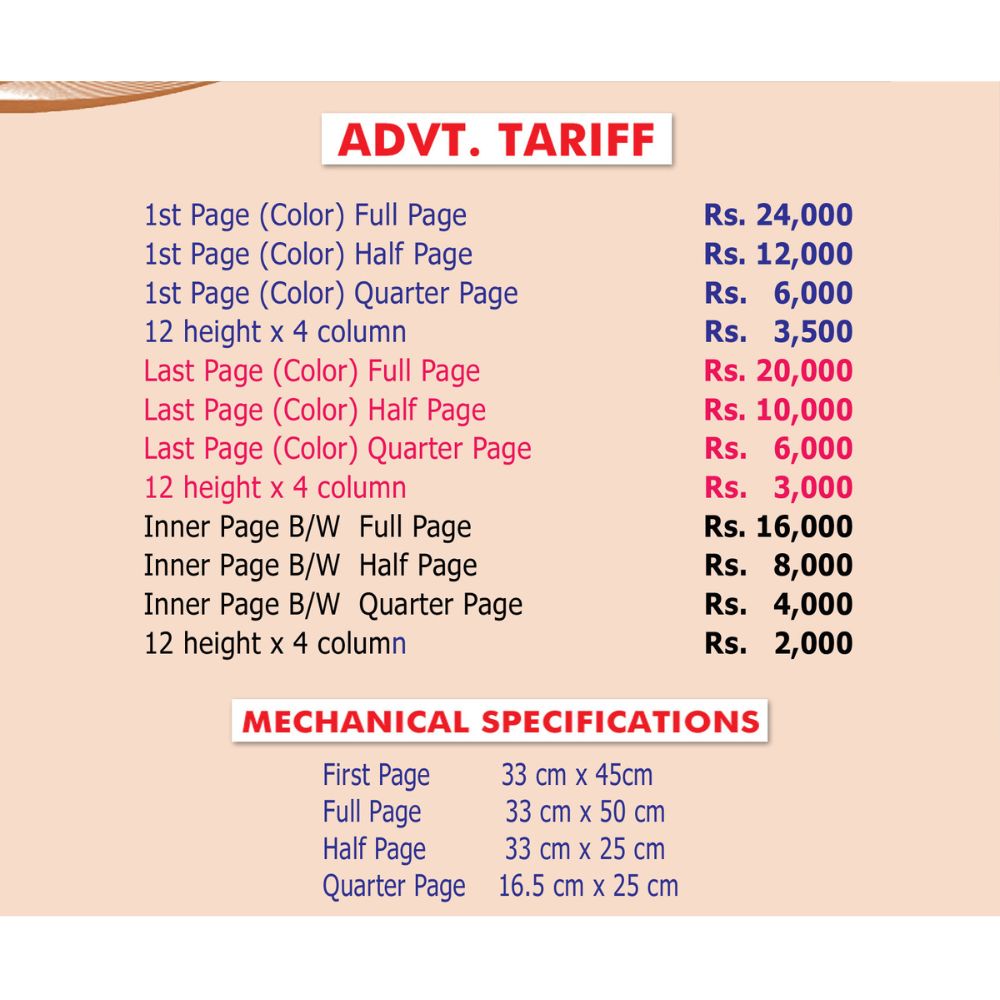 ADVT. TARIFF
1st Page (Color) Full Page Rs. 24,000
1st Page (Color) Half Page Rs. 12,000
1st Page (Color) Quarter Page Rs. 6,000
12 height x 4 column Rs. 3,500
Last Page (Color) Full Page Rs. 20,000
Last Page (Color) Half Page Rs. 10,000
Last Page (Color) Quarter Page Rs. 6,000
12 height x 4 column Rs. 3,000
Inner Page B/W Full Page Rs. 16,000
Inner Page B/W Half Page Rs. 8,000
Inner Page B/W Quarter Page Rs. 4,000
12 height x 4 column Rs. 2,000
MECHANICAL SPECIFICATIONS
First Page 33 cm x 45cm
Full Page 33 cm x 50 cm
Half Page 33 cm x 25 cm
Quarter Page 16.5 cm x 25 cm